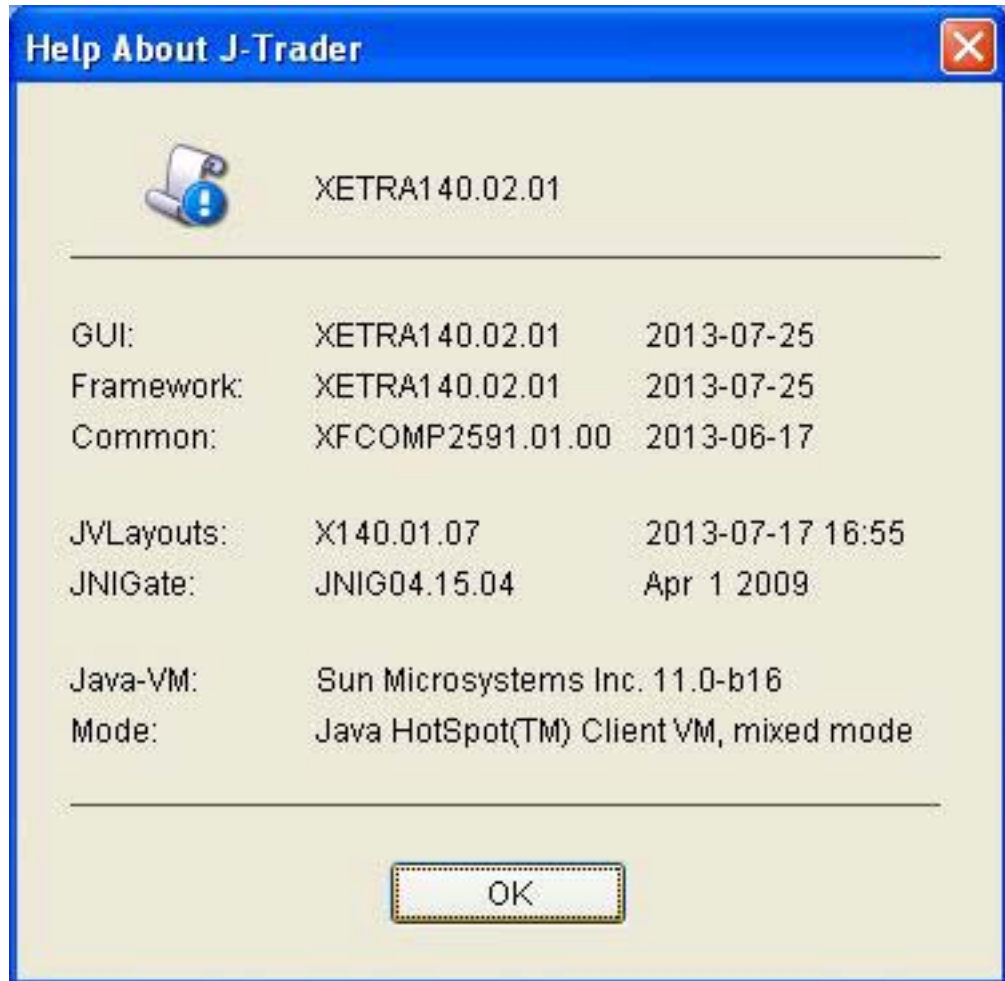 Help About J-Trader
XETRA140.02.01
GUI: XETRA140.02.01 2013-07-25
Framework: XETRA140.02.01 2013-07-25
Common: XFCOMP2591.01.00 2013-06-17
JVLayouts: X140.01.07 2013-07-17 16:55
JNIGate: JNIG04.15.04 Apr 1 2009
Java-VM: Sun Microsystems Inc. 11.0-b16
Mode: Java HotSpot(TM) Client VM, mixed mode
OK